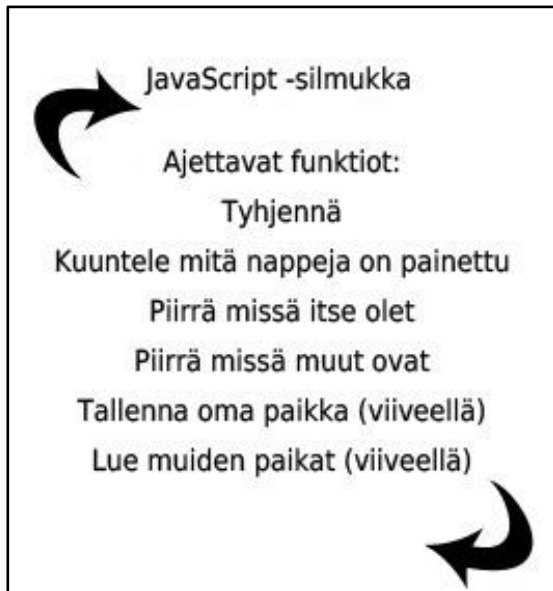 JavaScript -silmukka
Ajettavat funktiot:
Tyhjennä
Kuuntele mitä nappeja on painettu
Piirrä missä itse olet
Piirrä missä muut ovat
Tallenna oma paikka (viiveellä)
Lue muiden paikat (viiveellä)